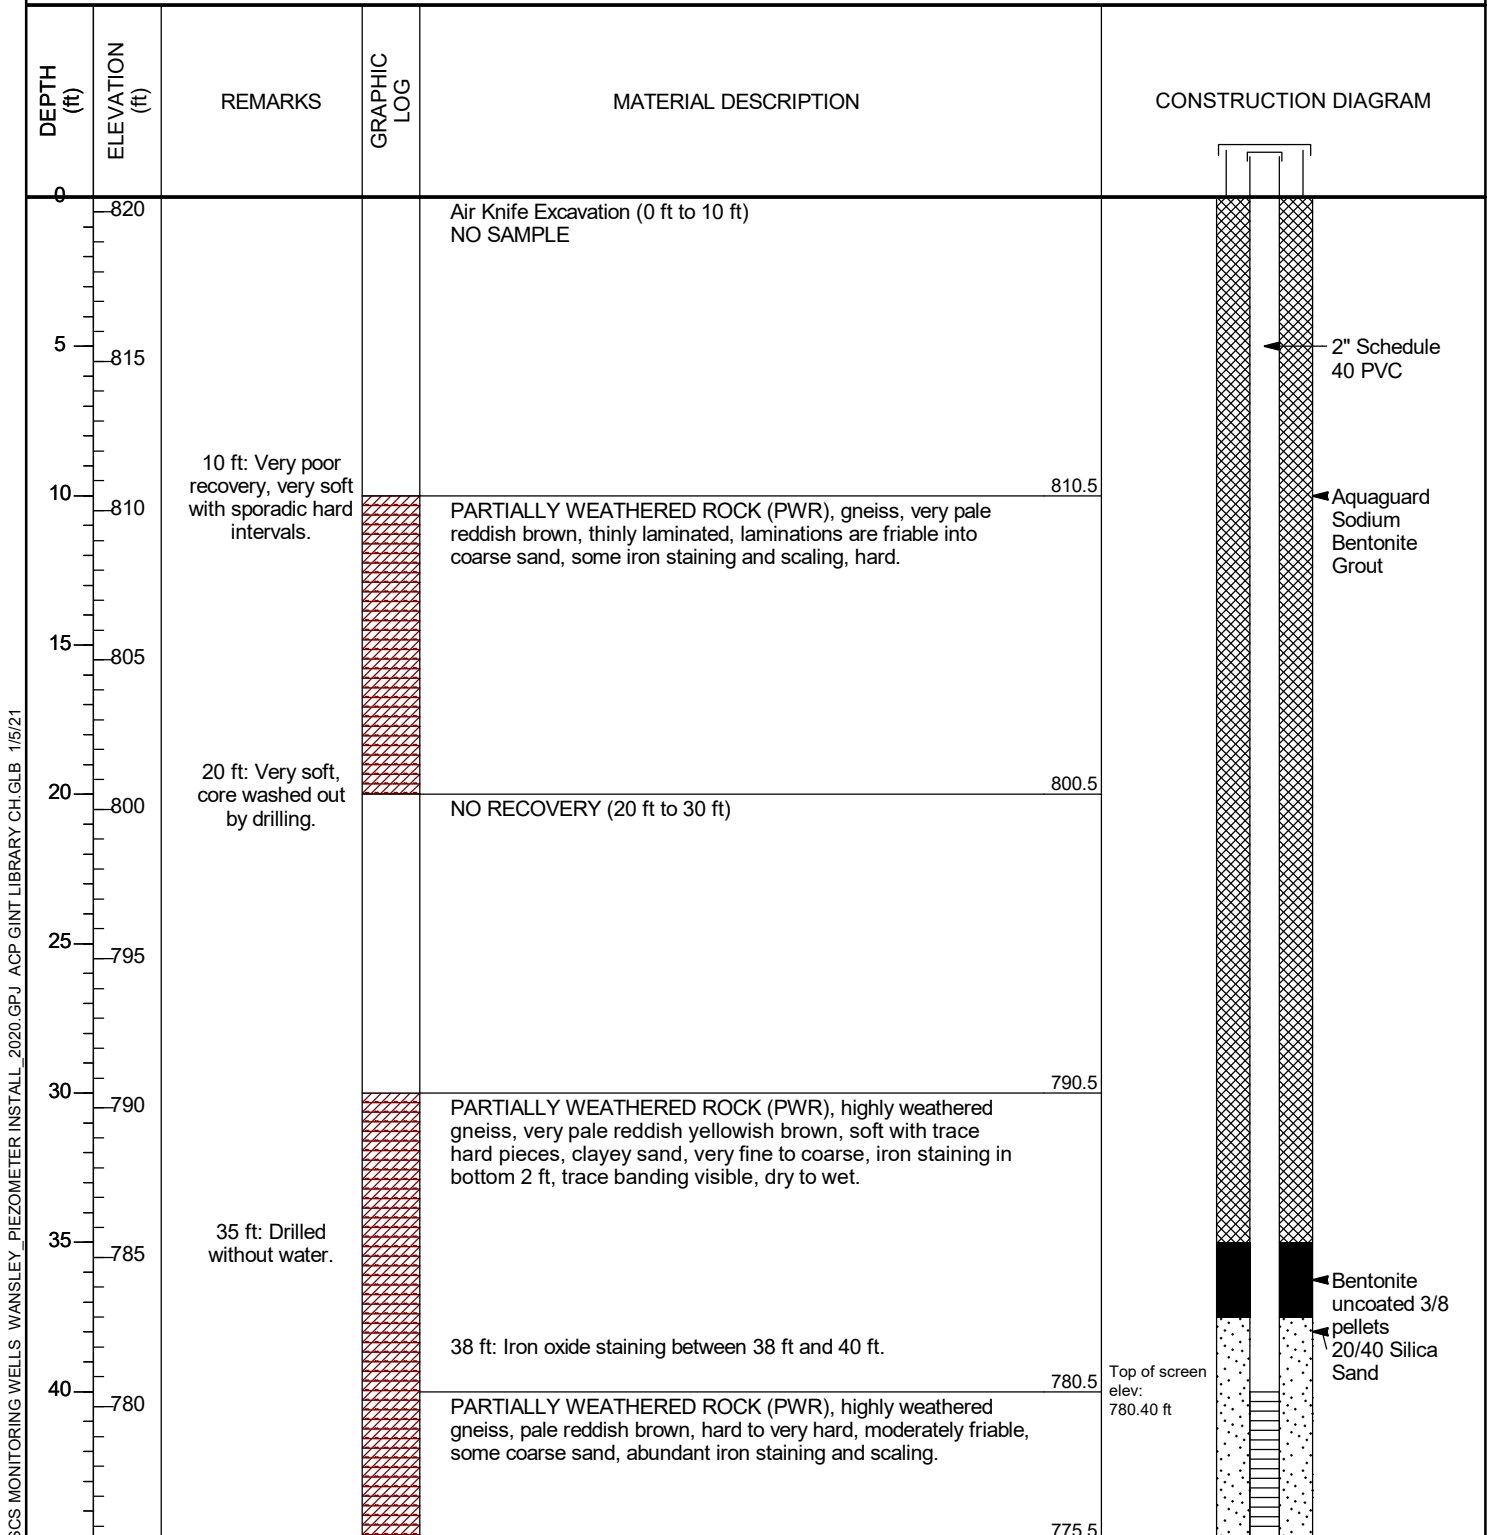 DEPTH
(ft)
ELEVATION
(ft)
REMARKS
GRAPHIC
LOG
MATERIAL DESCRIPTION
CONSTRUCTION DIAGRAM
0
820
Air Knife Excavation (0 ft to 10 ft)
NO SAMPLE
5
815
2" Schedule
40 PVC
10 ft: Very poor
recovery, very soft
with sporadic hard
intervals.
10
810
810.5
PARTIALLY WEATHERED ROCK (PWR), gneiss, very pale
reddish brown, thinly laminated, laminations are friable into
coarse sand, some iron staining and scaling, hard.
Aquaguard
Sodium
Bentonite
Grout
15
805
20 ft: Very soft,
core washed out
by drilling.
20
800
800.5
NO RECOVERY (20 ft to 30 ft)
25
795
30
790
790.5
PARTIALLY WEATHERED ROCK (PWR), highly weathered
gneiss, very pale reddish yellowish brown, soft with trace
hard pieces, clayey sand, very fine to coarse, iron staining in
bottom 2 ft, trace banding visible, dry to wet.
35 ft: Drilled
without water.
35
785
Bentonite
uncoated 3/8
pellets
20/40 Silica
Sand
38 ft: Iron oxide staining between 38 ft and 40 ft.
40
780
780.5
Top of screen
elev:
780.40 ft
PARTIALLY WEATHERED ROCK (PWR), highly weathered
gneiss, pale reddish brown, hard to very hard, moderately friable,
some coarse sand, abundant iron staining and scaling.
775.5
SCS MONITORING WELLS WANSLEY_PIEZOMETER INSTALL_2020.GPJ ACP GINT LIBRARY CH.GLB 1/5/21